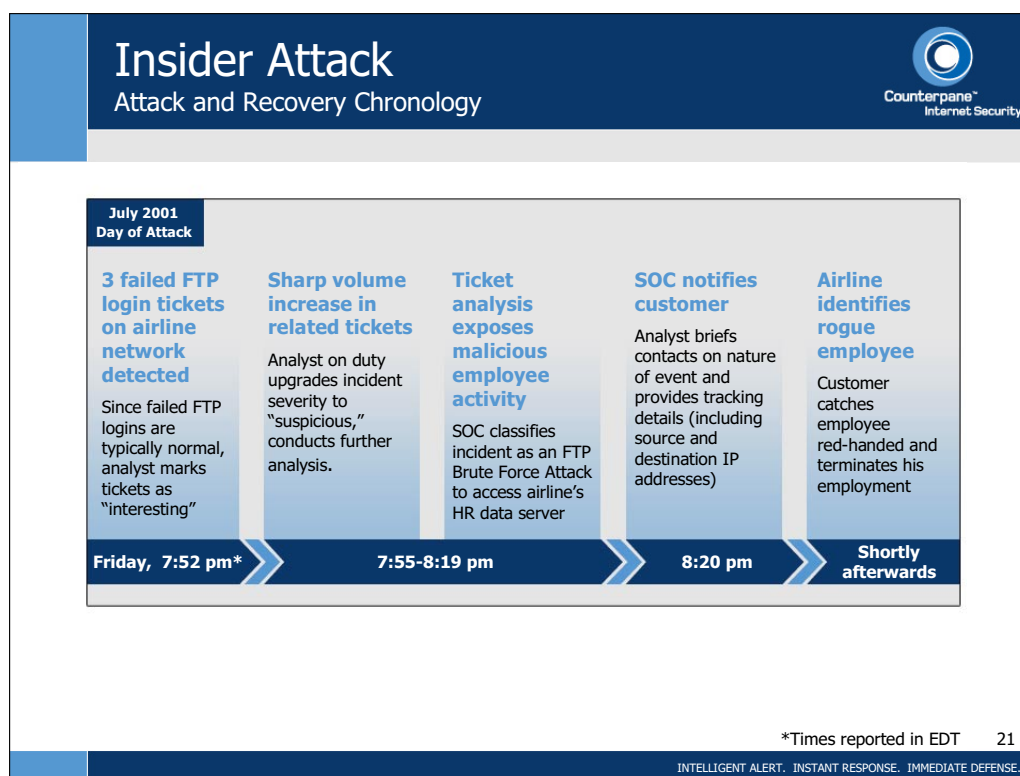 Insider Attack
Attack and Recovery Chronology
Counterpane™
Internet Security
July 2001
Day of Attack
3 failed FTP
login tickets
on airline
network
detected
Since failed FTP
logins are
typically normal,
analyst marks
tickets as
“interesting”
Sharp volume
increase in
related tickets
Analyst on duty
upgrades incident
severity to
“suspicious,”
conducts further
analysis.
Ticket
analysis
exposes
malicious
employee
activity
SOC classifies
incident as an FTP
Brute Force Attack
to access airline’s
HR data server
SOC notifies
customer
Analyst briefs
contacts on nature
of event and
provides tracking
details (including
source and
destination IP
addresses)
Airline
identifies
rogue
employee
Customer
catches
employee
red-handed and
terminates his
employment
Friday, 7:52 pm*
7:55-8:19 pm
8:20 pm
Shortly
afterwards
*Times reported in EDT 21
INTELLIGENT ALERT. INSTANT RESPONSE. IMMEDIATE DEFENSE.